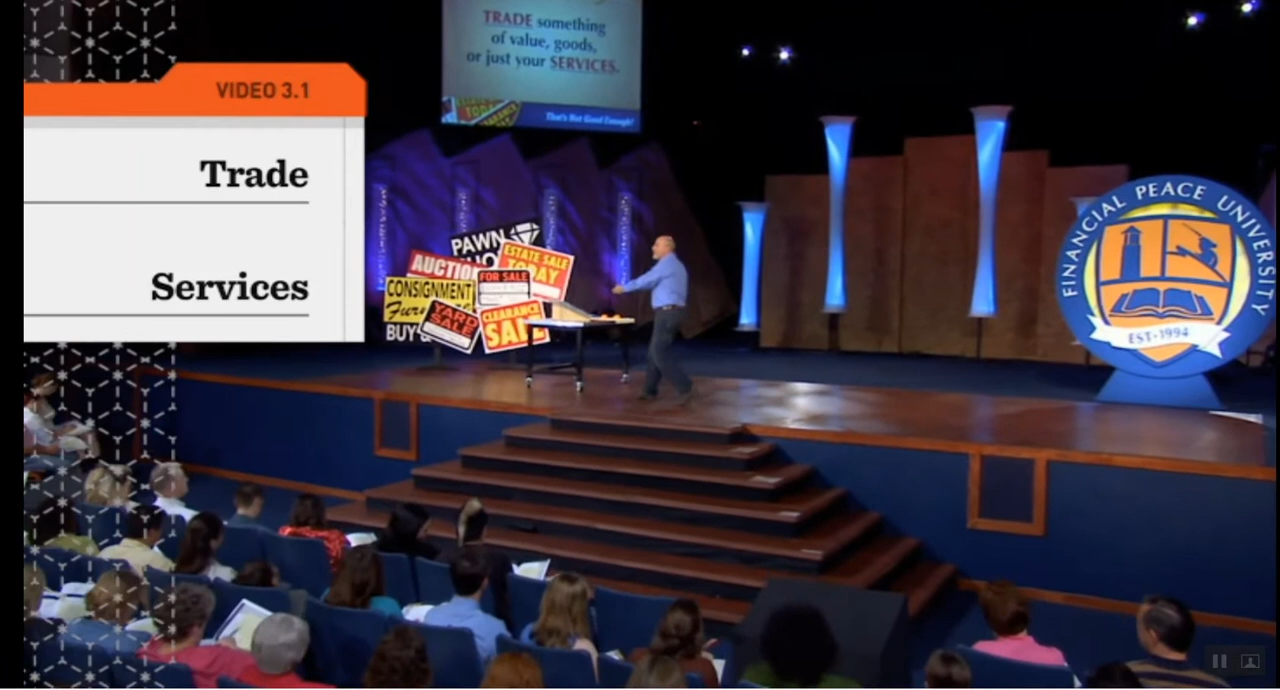 TRADE something
of value, goods,
or just your SERVICES.
That's Not Good Enough!
VIDEO 3.1
Trade
Services
PAWN
AUCTION
ESTATE SALE
TODAY
FOR SALE
CONSIGNMENT
YARD
SALE
CLEARANCE
SALE
BUY
FINANCIAL PEACE UNIVERSITY
EST·1994